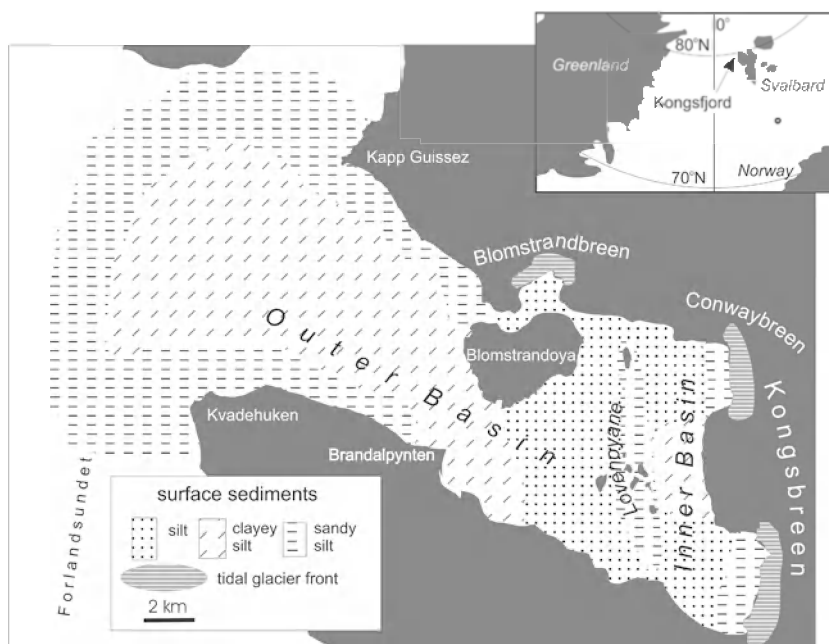 0°
80°N
Greenland
Svalbard
Kongsfjord
70°N
Norway
Kapp Guissez
Blomstrandbreen
Conwaybreen
Outer Basin
Blomstrandoya
Kongsbreen
Kvadehuken
Lovenoyane
Inner Basin
Brandalpynten
Forlandsundet
surface sediments
silt
clayey silt
sandy silt
tidal glacier front
2 km